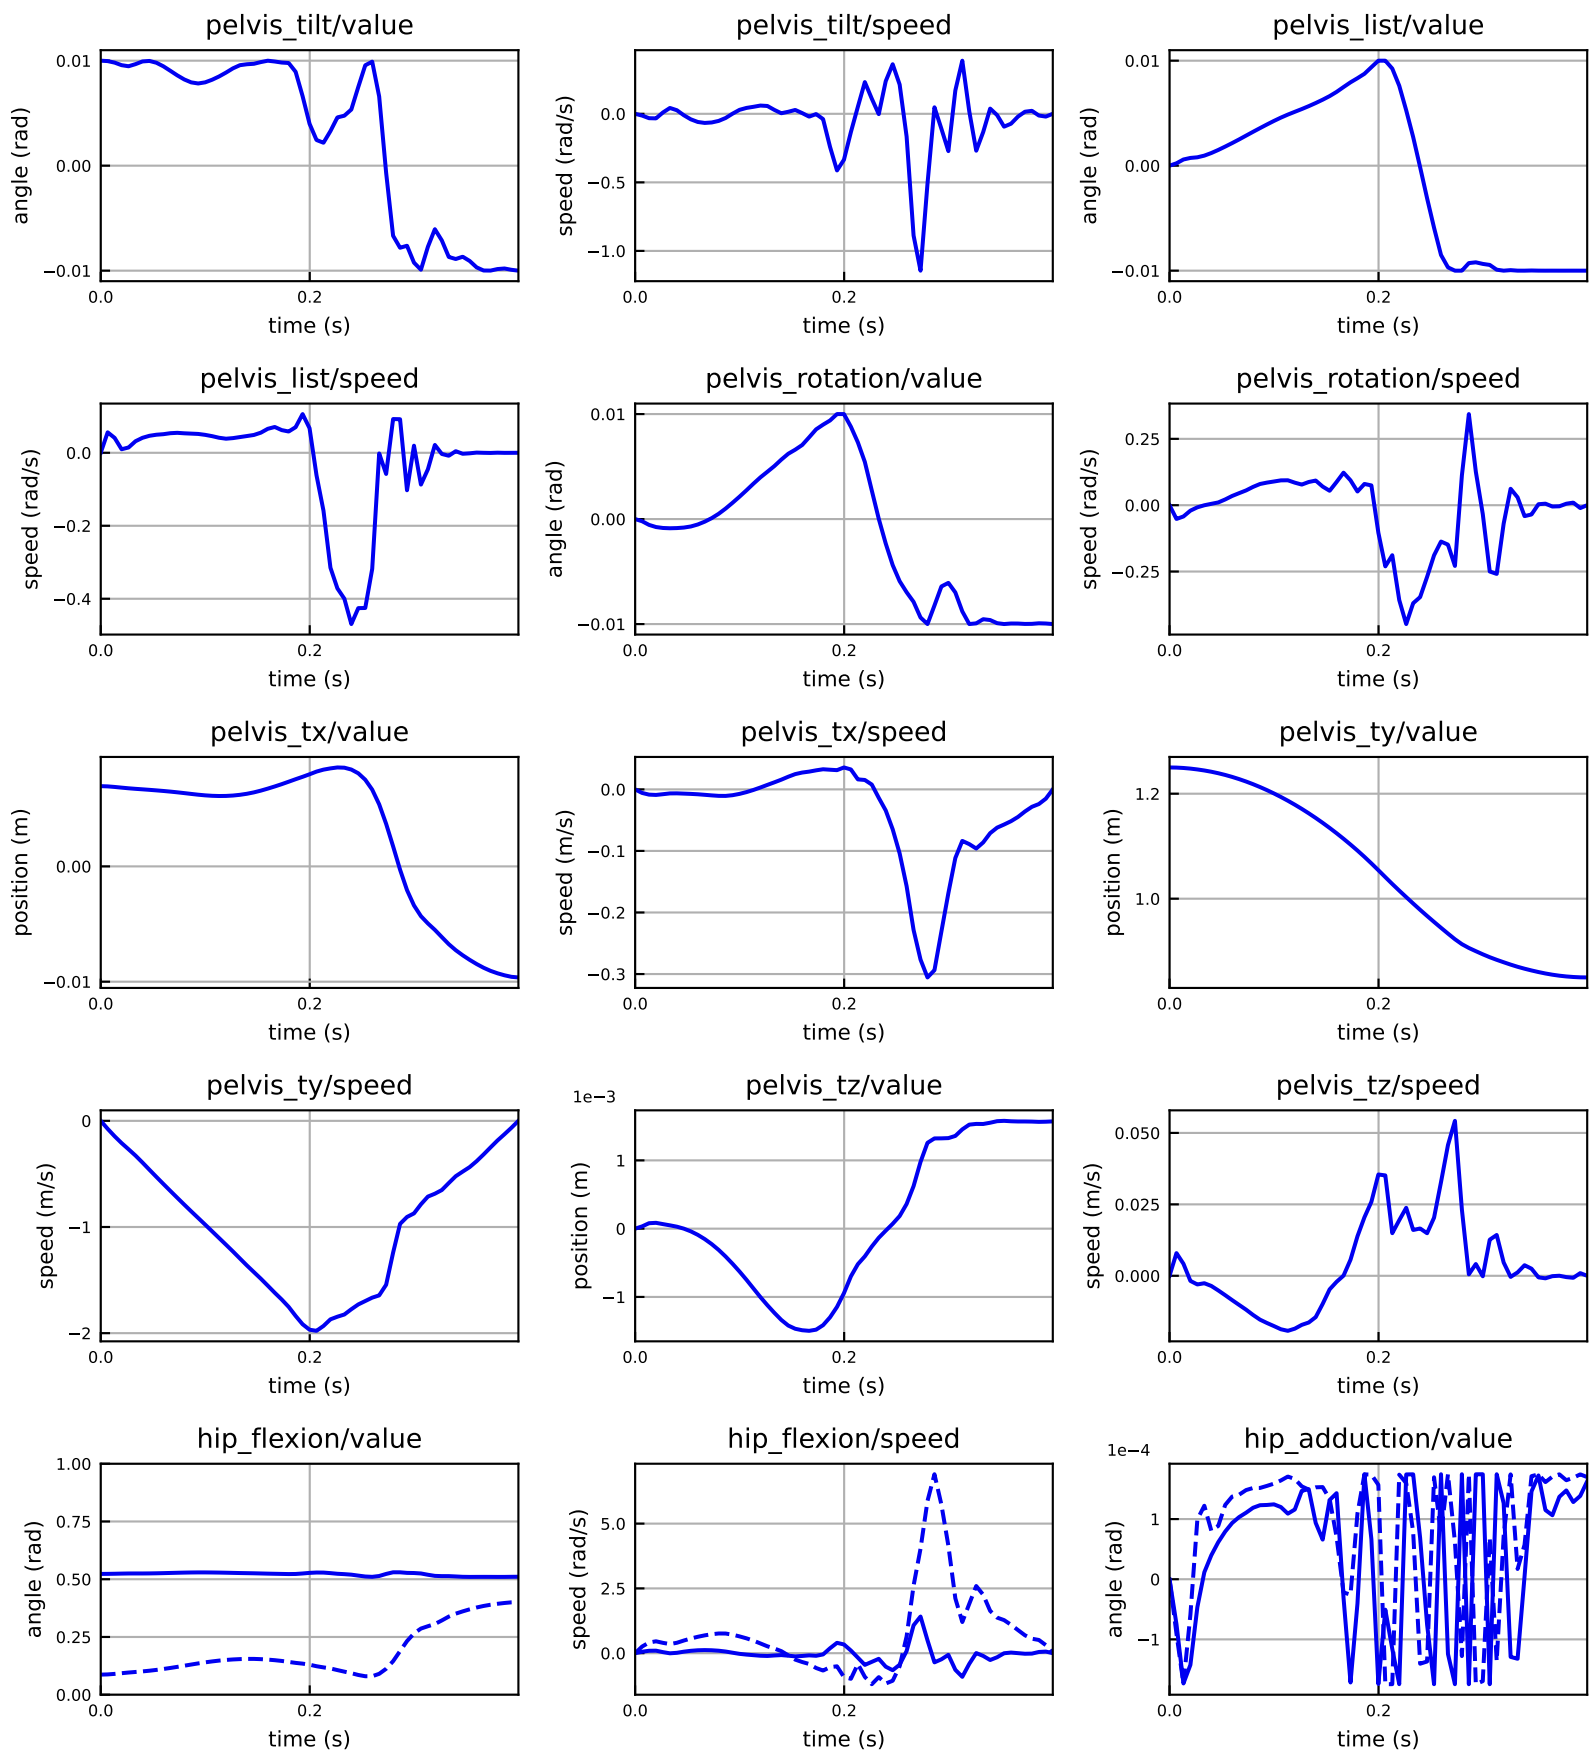 pelvis_tilt/value
angle (rad)
0.01
0.00
−0.01
0.0
0.2
time (s)
pelvis_tilt/speed
speed (rad/s)
0.0
−0.5
−1.0
0.0
0.2
time (s)
pelvis_list/value
angle (rad)
0.01
0.00
−0.01
0.0
0.2
time (s)
pelvis_list/speed
speed (rad/s)
0.0
−0.2
−0.4
0.0
0.2
time (s)
pelvis_rotation/value
angle (rad)
0.01
0.00
−0.01
0.0
0.2
time (s)
pelvis_rotation/speed
speed (rad/s)
0.25
0.00
−0.25
0.0
0.2
time (s)
pelvis_tx/value
position (m)
0.00
−0.01
0.0
0.2
time (s)
pelvis_tx/speed
speed (m/s)
0.0
−0.1
−0.2
−0.3
0.0
0.2
time (s)
pelvis_ty/value
position (m)
1.2
1.0
0.0
0.2
time (s)
pelvis_ty/speed
speed (m/s)
0
−1
−2
0.0
0.2
time (s)
pelvis_tz/value
1e−3
position (m)
1
0
−1
0.0
0.2
time (s)
pelvis_tz/speed
speed (m/s)
0.050
0.025
0.000
0.0
0.2
time (s)
hip_flexion/value
angle (rad)
1.00
0.75
0.50
0.25
0.00
0.0
0.2
time (s)
hip_flexion/speed
speed (rad/s)
5.0
2.5
0.0
0.0
0.2
time (s)
hip_adduction/value
1e−4
angle (rad)
1
0
−1
0.0
0.2
time (s)